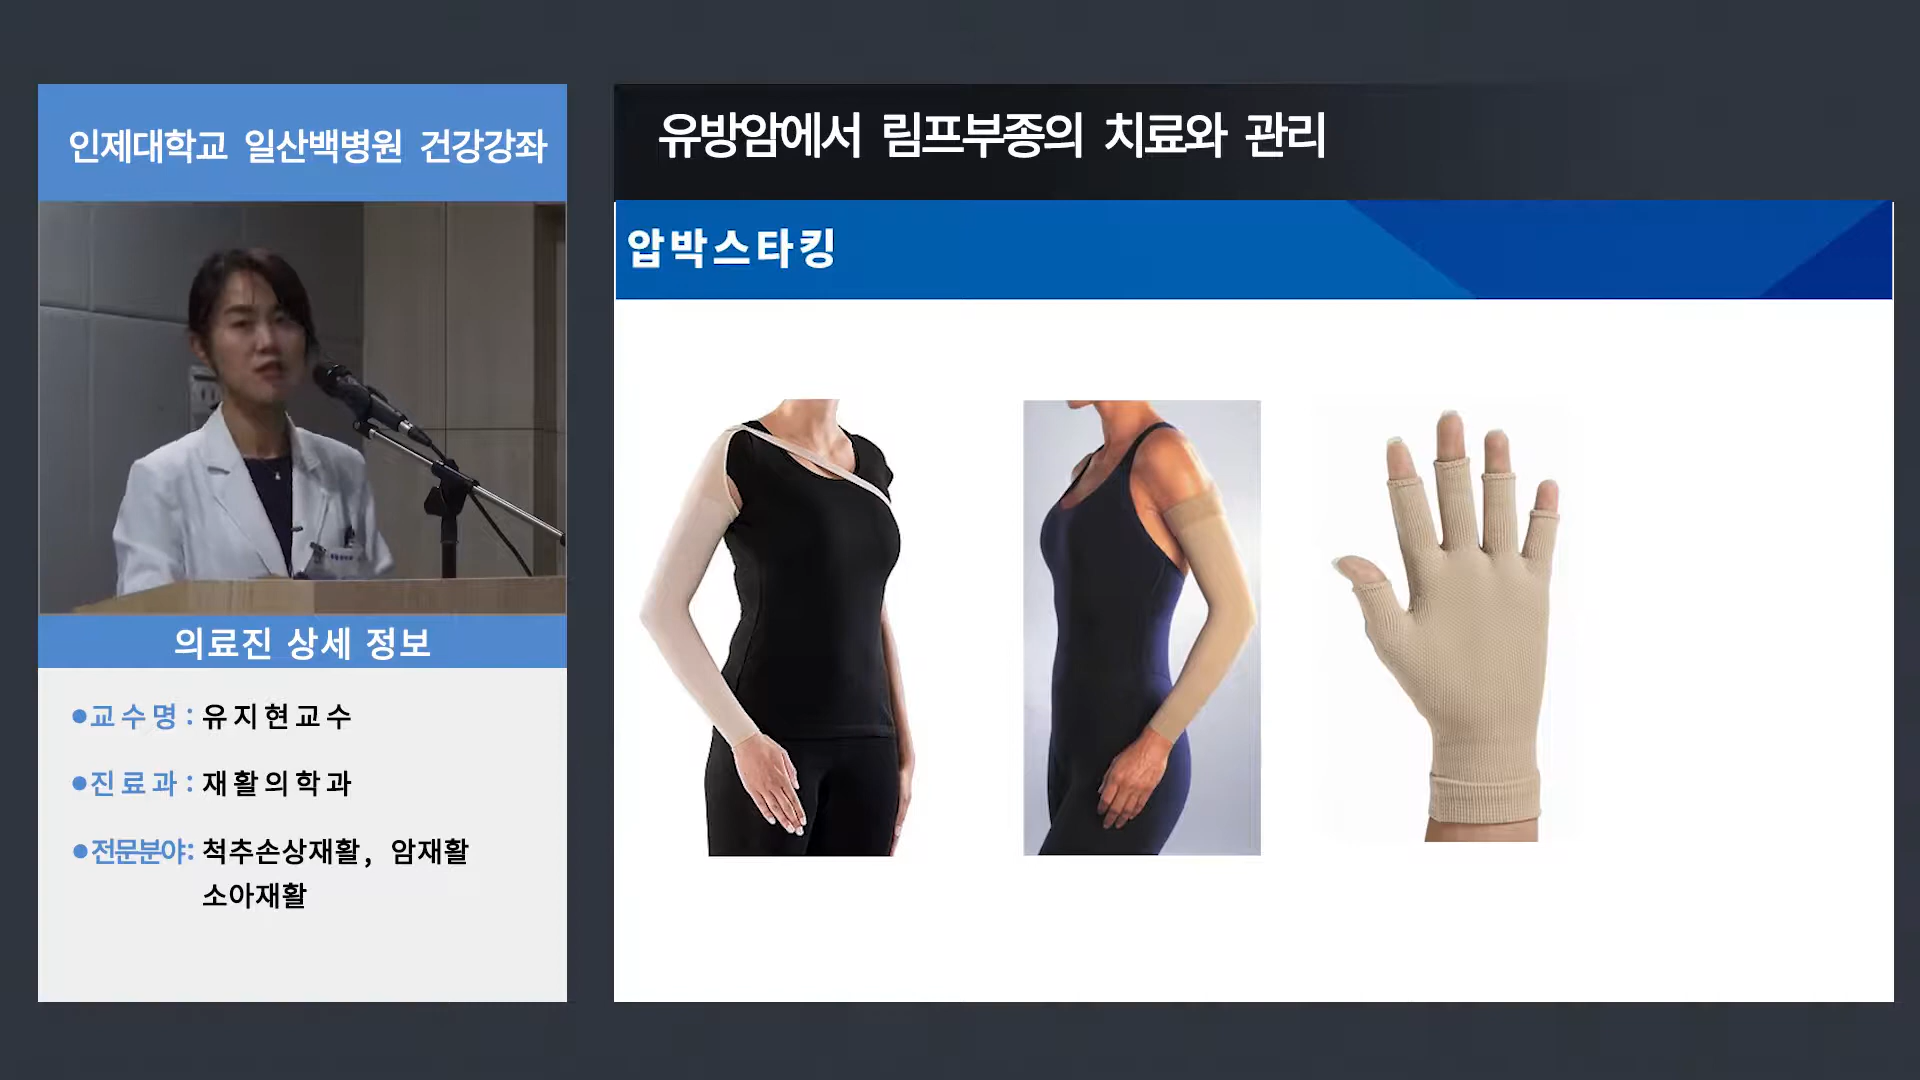 인제대학교 일산백병원 건강강좌
유방암에서 림프부종의 치료와 관리
압박스타킹
의료진 상세 정보
●교수명 : 유지현교수
●진료과 : 재활의학과
●전문분야: 척추손상재활, 암재활
소아재활